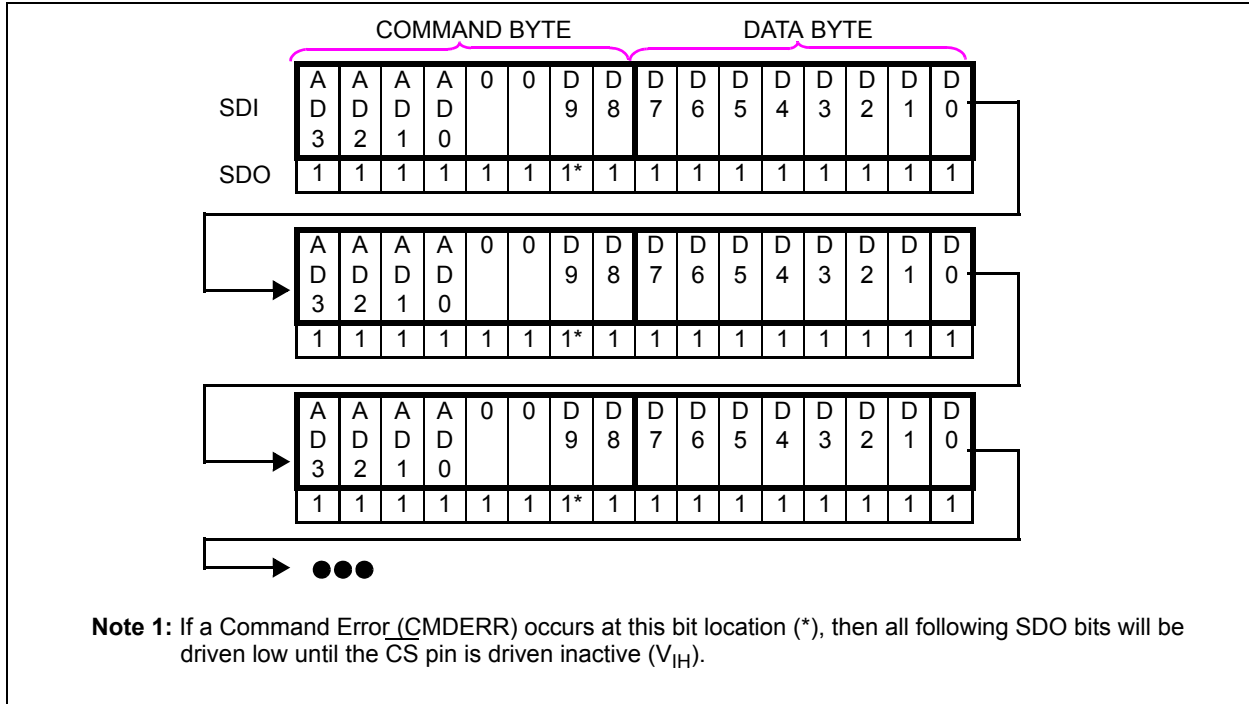 COMMAND BYTE DATA BYTE
A A A A 0 0 D D D D D D D D D D
SDI D D D D 9 8 7 6 5 4 3 2 1 0
3 2 1 0
SDO 1 1 1 1 1 1 1* 1 1 1 1 1 1 1 1 1
A A A A 0 0 D D D D D D D D D D
D D D D 9 8 7 6 5 4 3 2 1 0
3 2 1 0
1 1 1 1 1 1 1* 1 1 1 1 1 1 1 1 1
A A A A 0 0 D D D D D D D D D D
D D D D 9 8 7 6 5 4 3 2 1 0
3 2 1 0
1 1 1 1 1 1 1* 1 1 1 1 1 1 1 1 1
Note 1: If a Command Error (CMDERR) occurs at this bit location (*), then all following SDO bits will be
driven low until the CS pin is driven inactive (VIH).